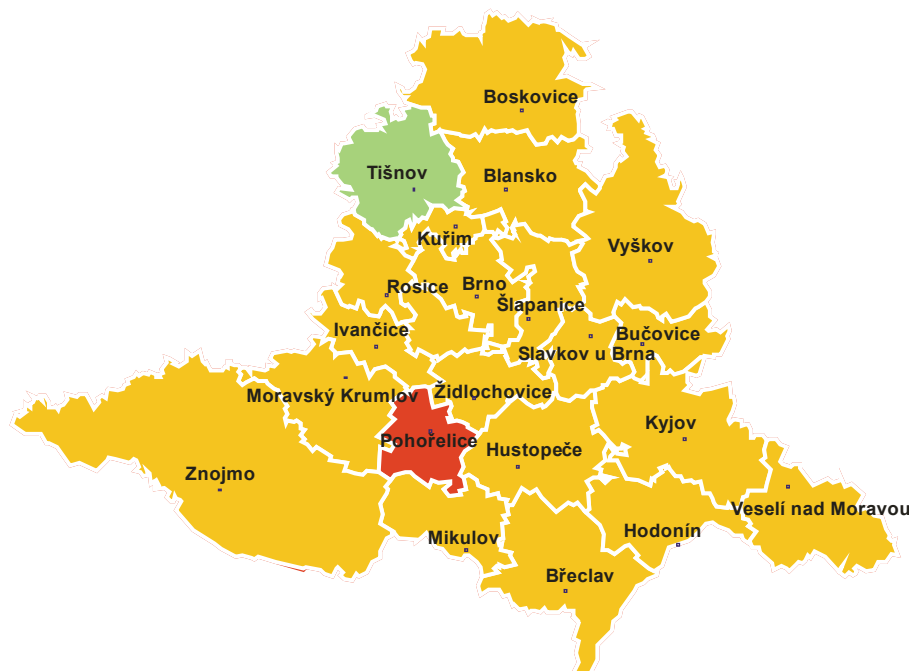 Boskovice
Tišnov
Blansko
Kuřim
Vyškov
Rosice
Brno
Šlapanice
Ivančice
Bučovice
Slavkov u Brna
Moravský Krumlov
Židlochovice
Kyjov
Pohořelice
Hustopeče
Znojmo
Veselí nad Moravou
Hodonín
Mikulov
Břeclav